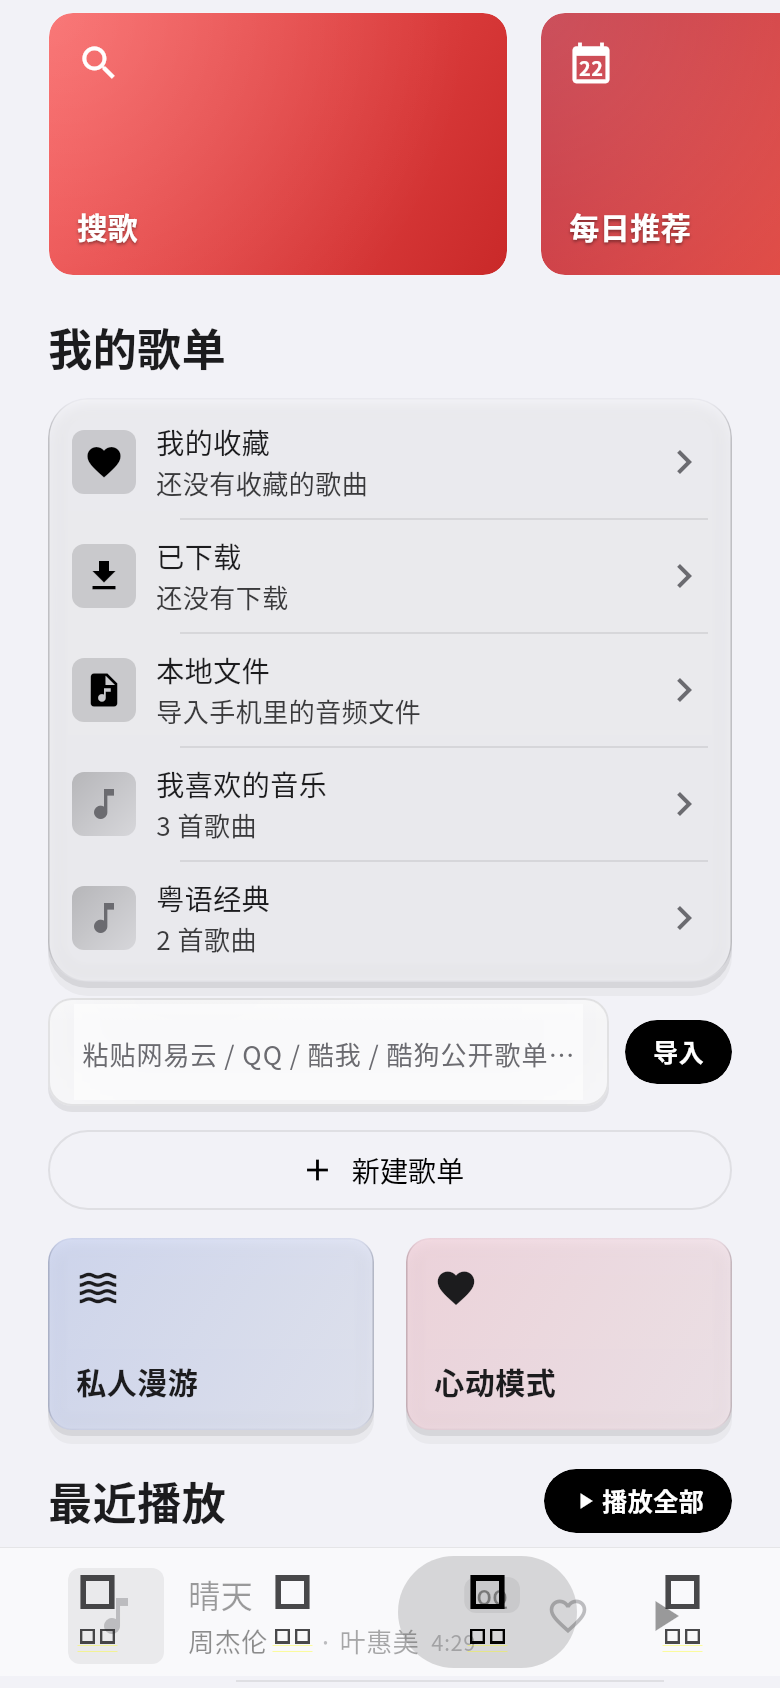 22
搜歌
每日推荐
我的歌单
我的收藏
还没有收藏的歌曲
已下载
还没有下载
本地文件
导入手机里的音频文件
我喜欢的音乐
3 首歌曲
粤语经典
2 首歌曲
粘贴网易云 / QQ / 酷我 / 酷狗公开歌单…
导入
新建歌单
私人漫游
心动模式
最近播放
播放全部
晴天
QQ
周杰伦 · 叶惠美 4:29